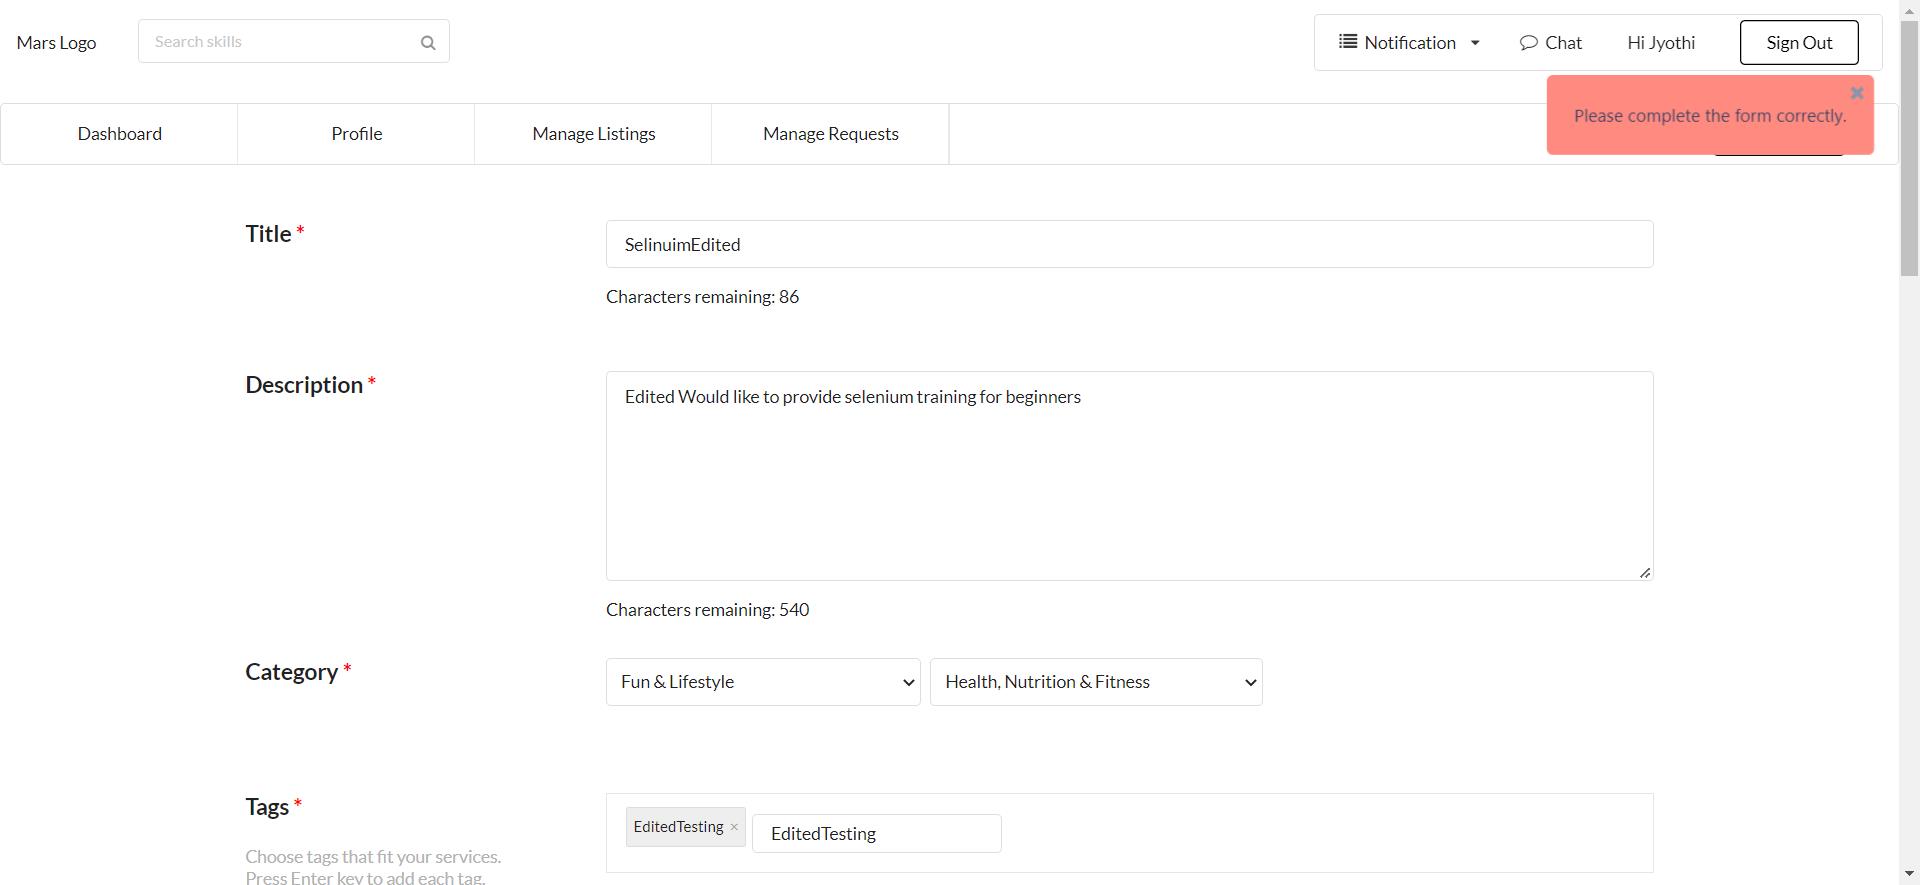 Mars Logo
Search skills
Notification
Chat
Hi Jyothi
Sign Out
Please complete the form correctly.
Dashboard
Profile
Manage Listings
Manage Requests
Title *
SelinuimEdited
Characters remaining: 86
Description *
Edited Would like to provide selenium training for beginners
Characters remaining: 540
Category *
Fun & Lifestyle
Health, Nutrition & Fitness
Tags *
EditedTesting ×
EditedTesting
Choose tags that fit your services.
Press Enter key to add each tag.